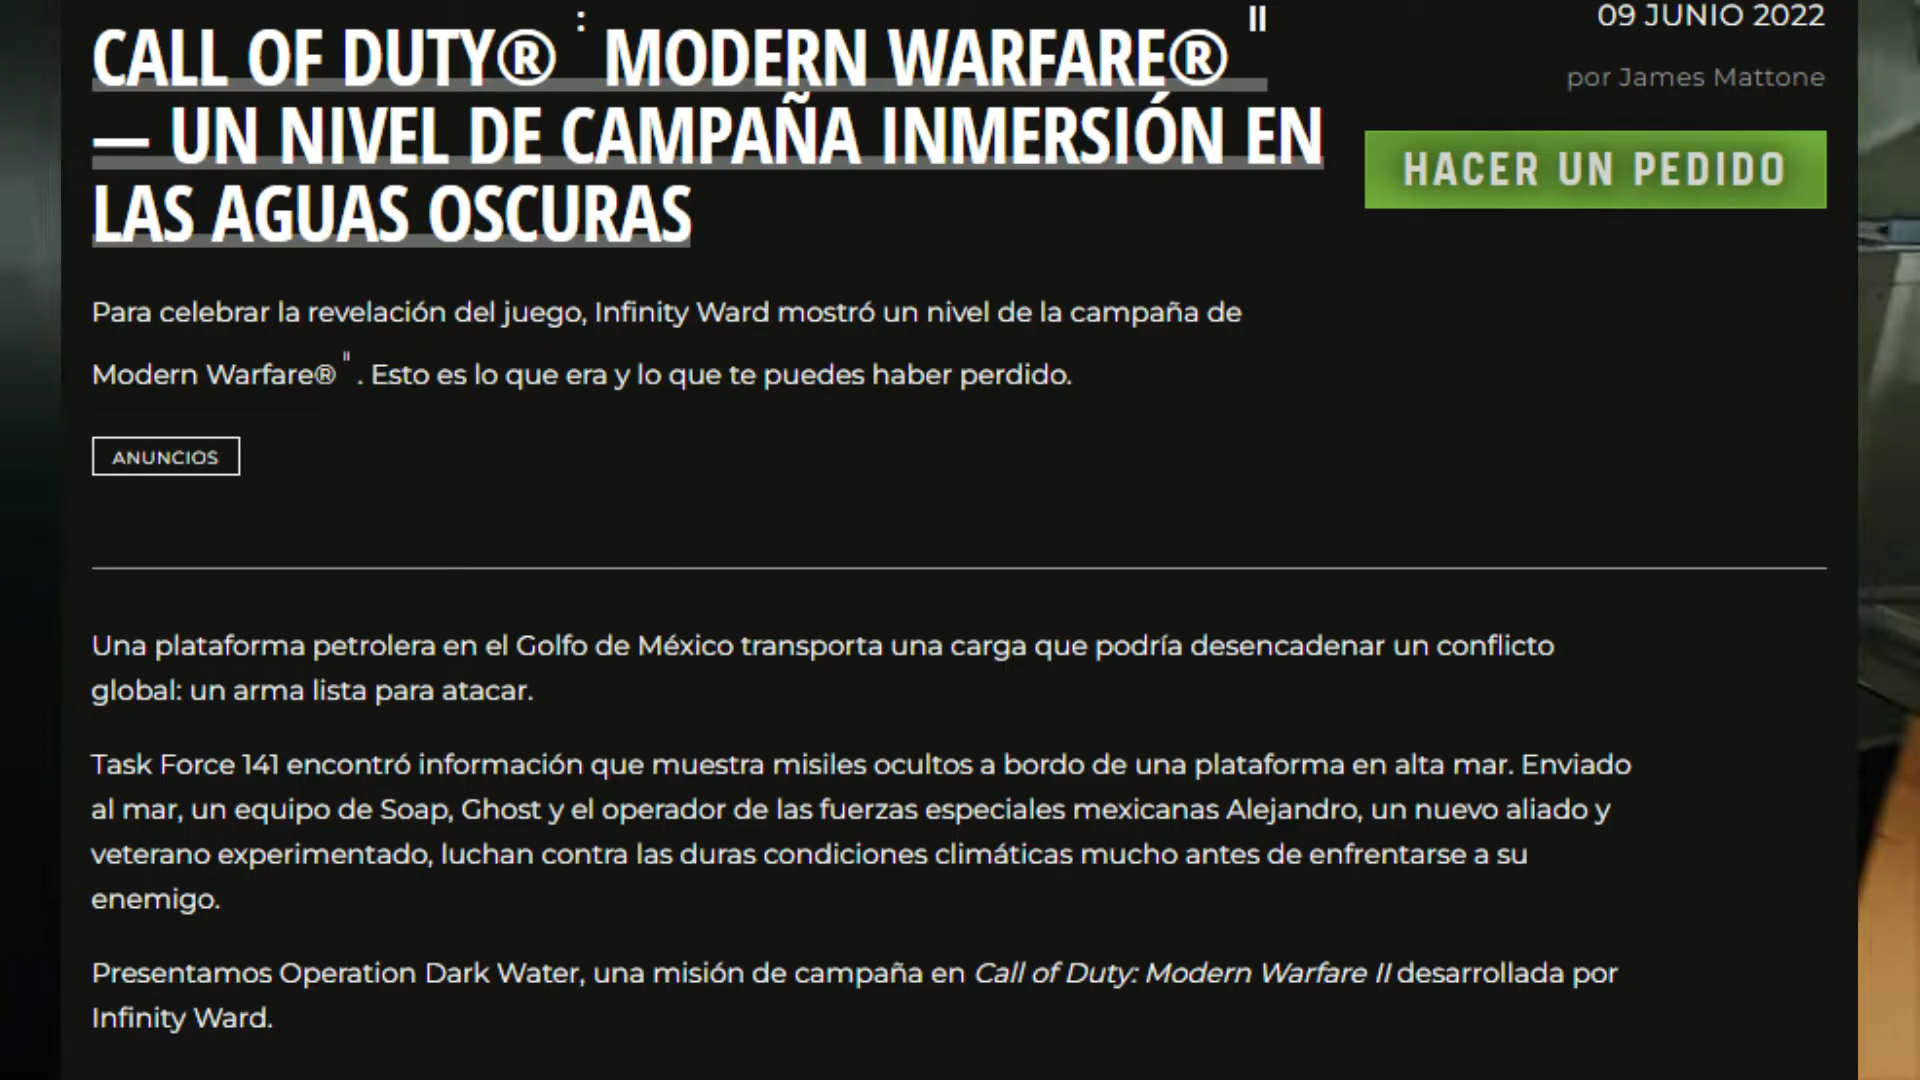 CALL OF DUTY® : MODERN WARFARE® II
— UN NIVEL DE CAMPAÑA INMERSIÓN EN
LAS AGUAS OSCURAS
09 JUNIO 2022
por James Mattone
HACER UN PEDIDO
Para celebrar la revelación del juego, Infinity Ward mostró un nivel de la campaña de
Modern Warfare® II . Esto es lo que era y lo que te puedes haber perdido.
ANUNCIOS
Una plataforma petrolera en el Golfo de México transporta una carga que podría desencadenar un conflicto
global: un arma lista para atacar.
Task Force 141 encontró información que muestra misiles ocultos a bordo de una plataforma en alta mar. Enviado
al mar, un equipo de Soap, Ghost y el operador de las fuerzas especiales mexicanas Alejandro, un nuevo aliado y
veterano experimentado, luchan contra las duras condiciones climáticas mucho antes de enfrentarse a su
enemigo.
Presentamos Operation Dark Water, una misión de campaña en Call of Duty: Modern Warfare II desarrollada por
Infinity Ward.